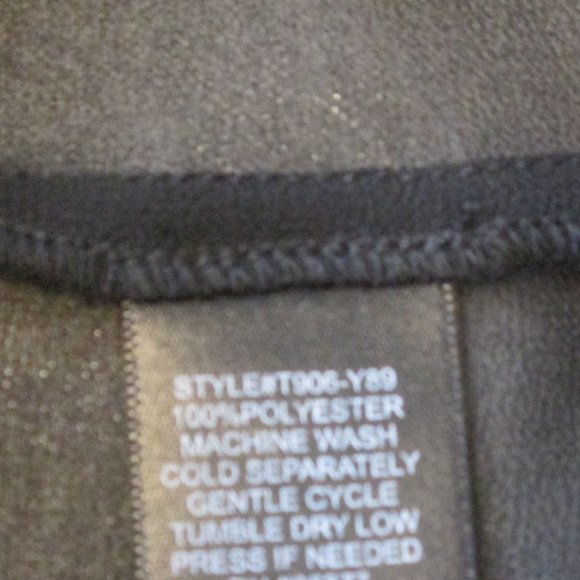 STYLE#T906-Y89
100%POLYESTER
MACHINE WASH
COLD SEPARATELY
GENTLE CYCLE
TUMBLE DRY LOW
PRESS IF NEEDED